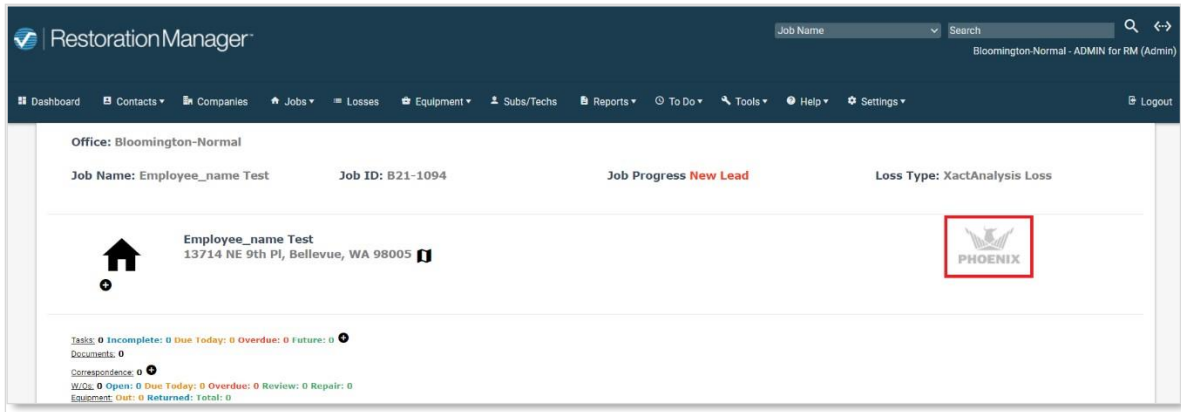 RestorationManager
Job Name
Search
Bloomington-Normal - ADMIN for RM (Admin)
Dashboard Contacts Companies Jobs Losses Equipment Subs/Techs Reports To Do Tools Help Settings Logout
Office: Bloomington-Normal
Job Name: Employee_name Test Job ID: B21-1094 Job Progress New Lead Loss Type: XactAnalysis Loss
Employee_name Test
13714 NE 9th Pl, Bellevue, WA 98005
PHOENIX
Tasks: 0 Incomplete: 0 Due Today: 0 Overdue: 0 Future: 0
Documents: 0
Correspondence: 0
W/Os: 0 Open: 0 Due Today: 0 Overdue: 0 Review: 0 Repair: 0
Equipment: Out: 0 Returned: Total: 0